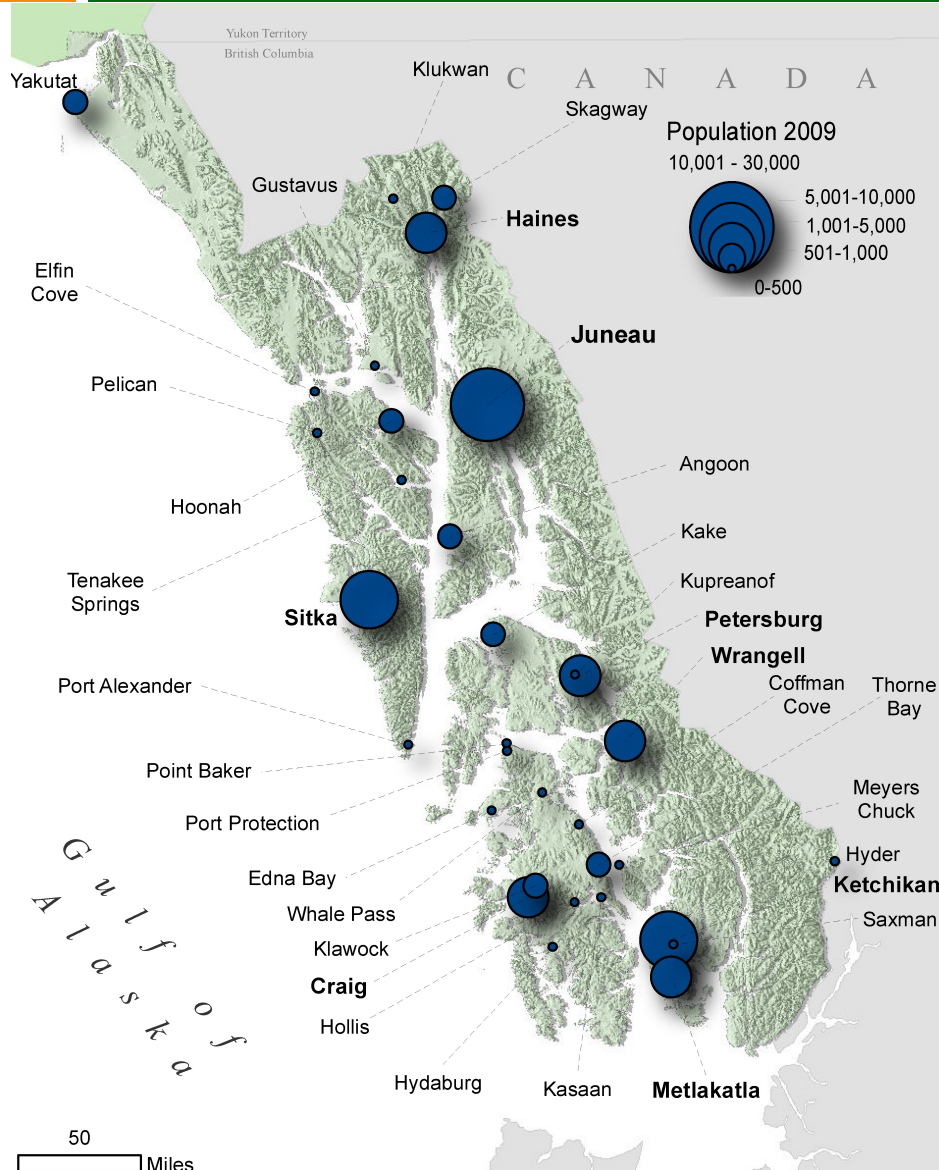 Yukon Territory
British Columbia
C A N A D A
Yakutat
Klukwan
Skagway
Population 2009
10,001 - 30,000
5,001-10,000
1,001-5,000
501-1,000
0-500
Gustavus
Haines
Elfin
Cove
Juneau
Pelican
Angoon
Hoonah
Kake
Tenakee
Springs
Kupreanof
Sitka
Petersburg
Wrangell
Port Alexander
Coffman
Cove
Thorne
Bay
Point Baker
Meyers
Chuck
Port Protection
Hyder
Edna Bay
Ketchikan
Whale Pass
Saxman
Klawock
Craig
Hollis
Hydaburg
Kasaan
Metlakatla
Gulf of
Alaska
50
Miles